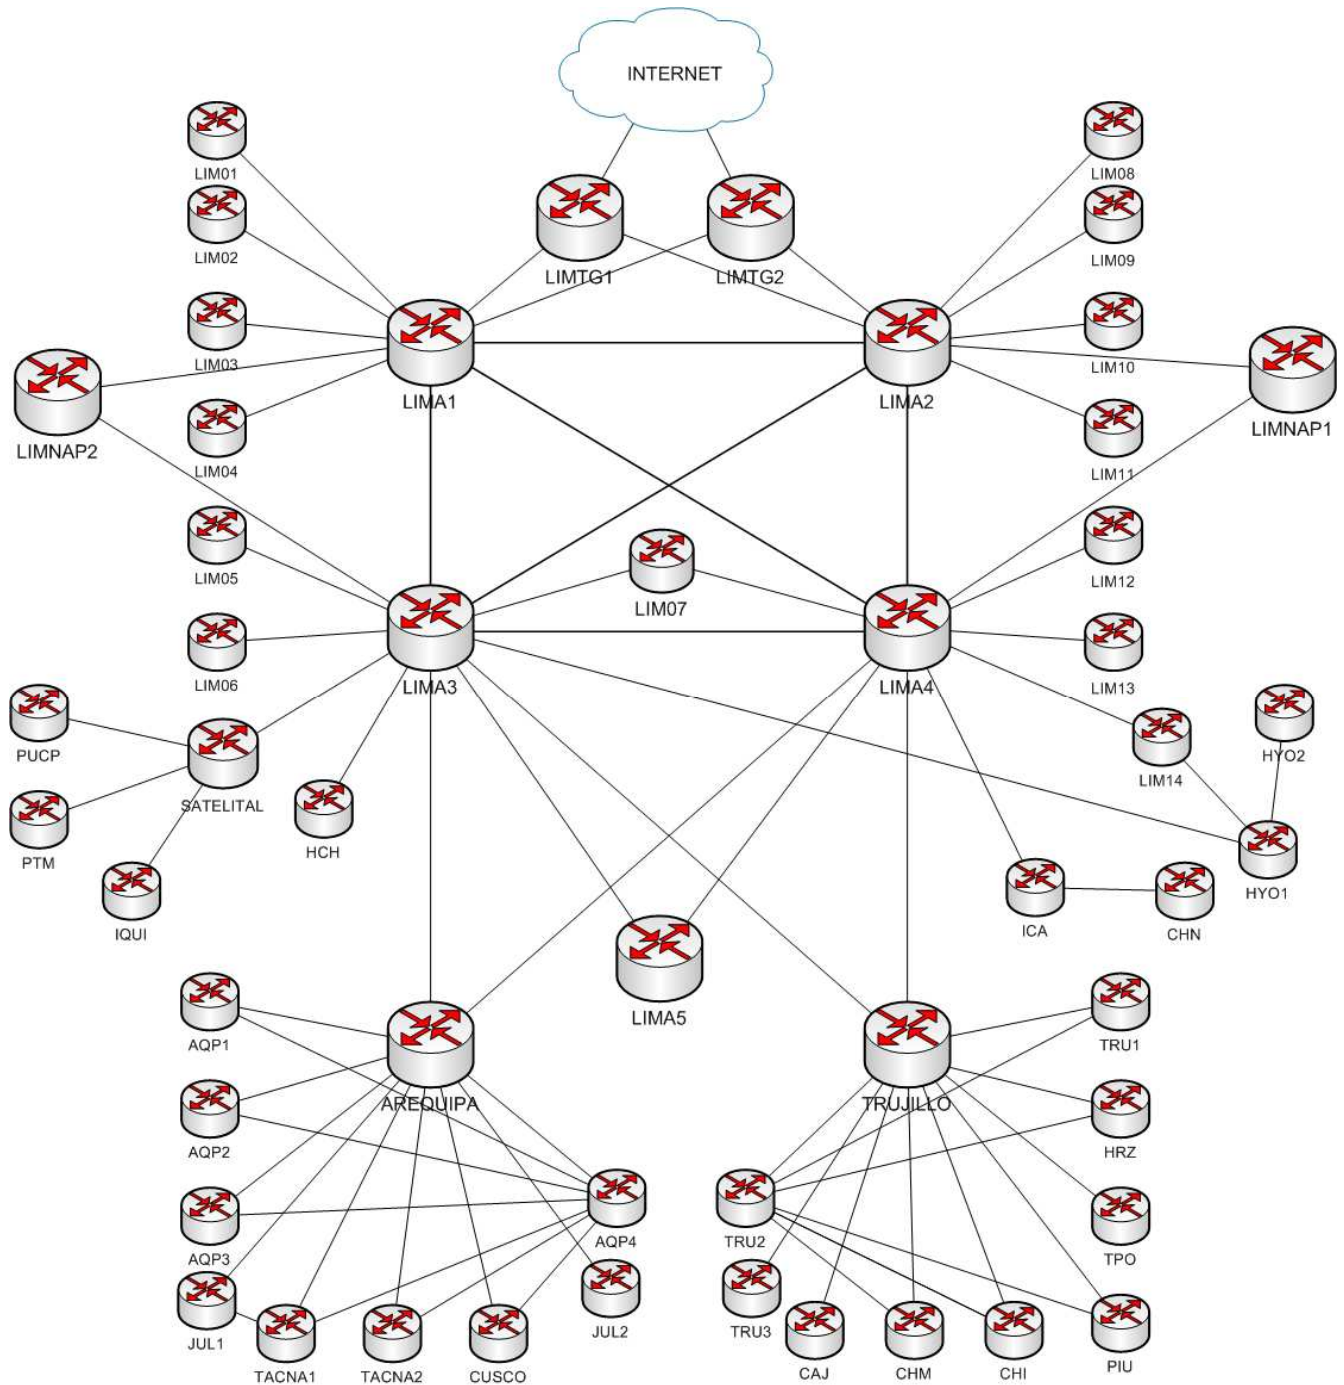 INTERNET
LIM01
LIM08
LIM02
LIM09
LIMTG1
LIMTG2
LIM03
LIM10
LIMA1
LIMA2
LIMNAP2
LIMNAP1
LIM04
LIM11
LIM05
LIM12
LIM07
LIM06
LIMA3
LIMA4
LIM13
PUCP
HYO2
LIM14
SATELITAL
HCH
PTM
HYO1
IQUI
ICA
CHN
LIMA5
AQP1
TRU1
AREQUIPA
TRUJILLO
AQP2
HRZ
AQP3
AQP4
TRU2
TPO
JUL1
JUL2
TRU3
TACNA1
TACNA2
CUSCO
CAJ
CHM
CHI
PIU